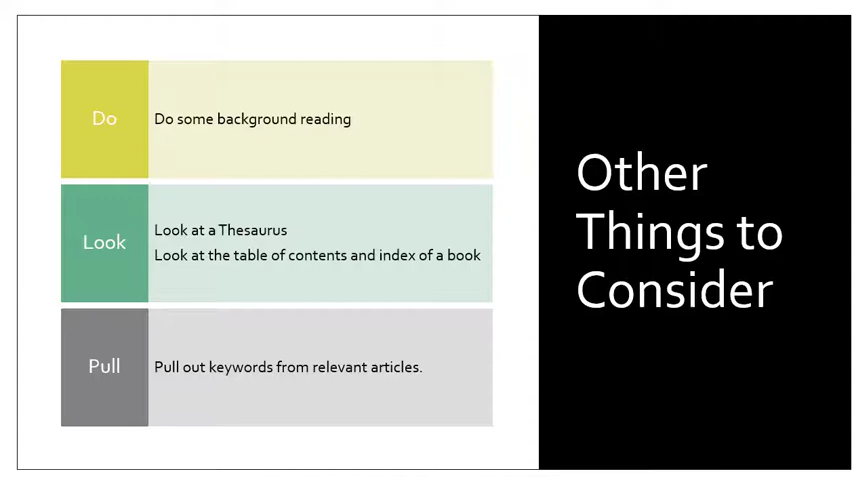 Do
Do some background reading
Look
Look at a Thesaurus
Look at the table of contents and index of a book
Pull
Pull out keywords from relevant articles.
Other
Things to
Consider